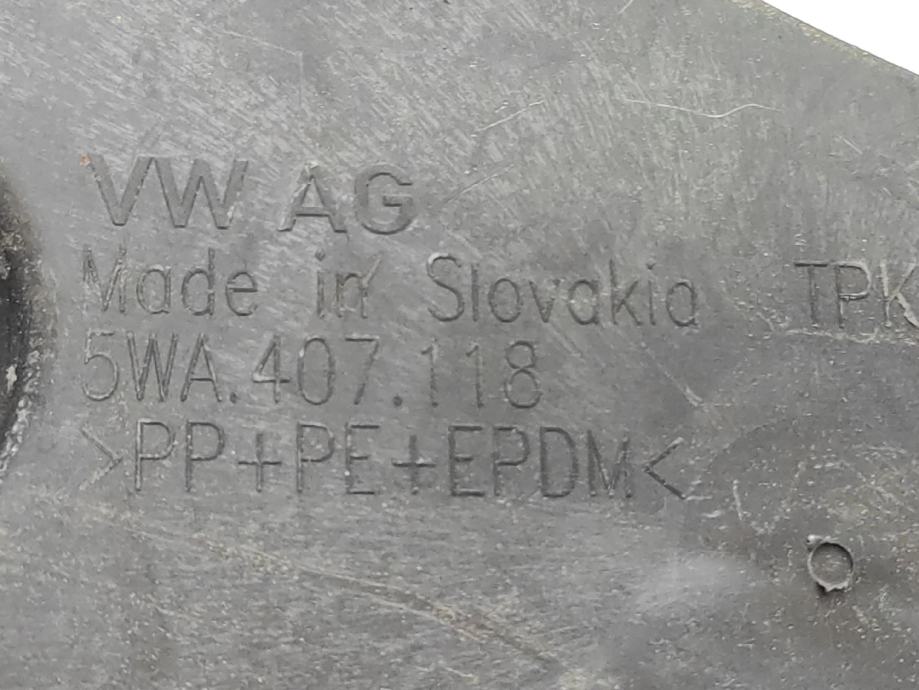 VW AG
Made in Slovakia TPK
5WA.407.118
>PP+PE+EPDM<